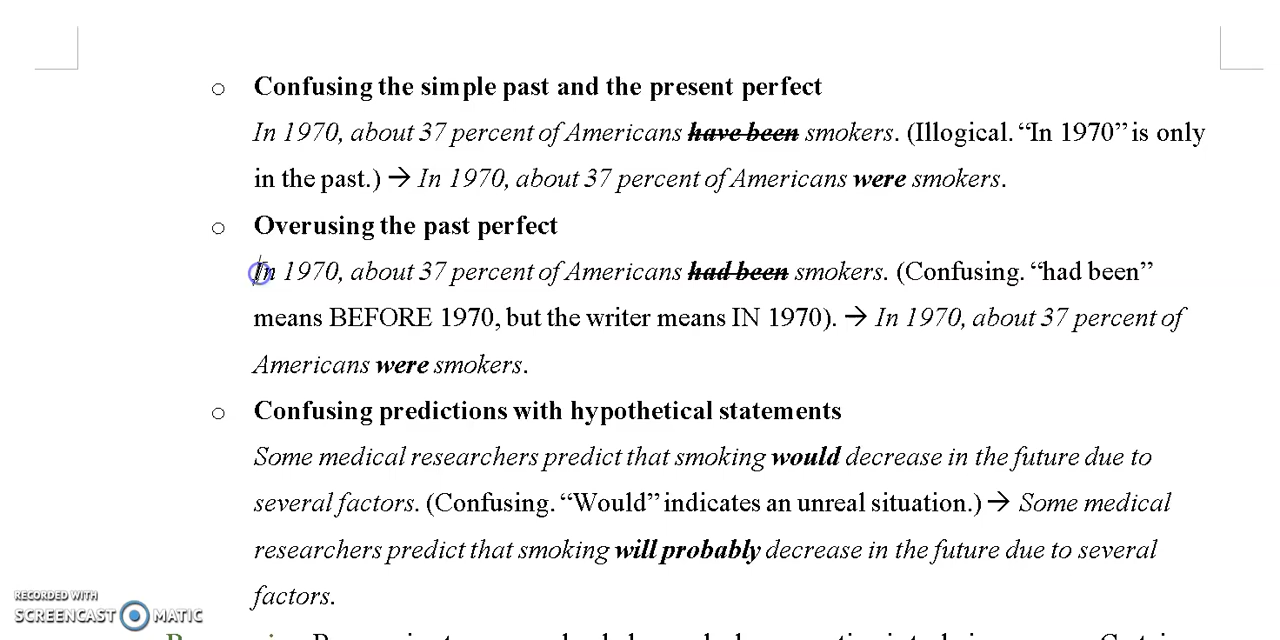 o Confusing the simple past and the present perfect
In 1970, about 37 percent of Americans have been smokers. (Illogical. “In 1970” is only
in the past.) → In 1970, about 37 percent of Americans were smokers.
o Overusing the past perfect
In 1970, about 37 percent of Americans had been smokers. (Confusing. “had been”
means BEFORE 1970, but the writer means IN 1970). → In 1970, about 37 percent of
Americans were smokers.
o Confusing predictions with hypothetical statements
Some medical researchers predict that smoking would decrease in the future due to
several factors. (Confusing. “Would” indicates an unreal situation.) → Some medical
researchers predict that smoking will probably decrease in the future due to several
factors.
RECORDED WITH
SCREENCAST MATIC